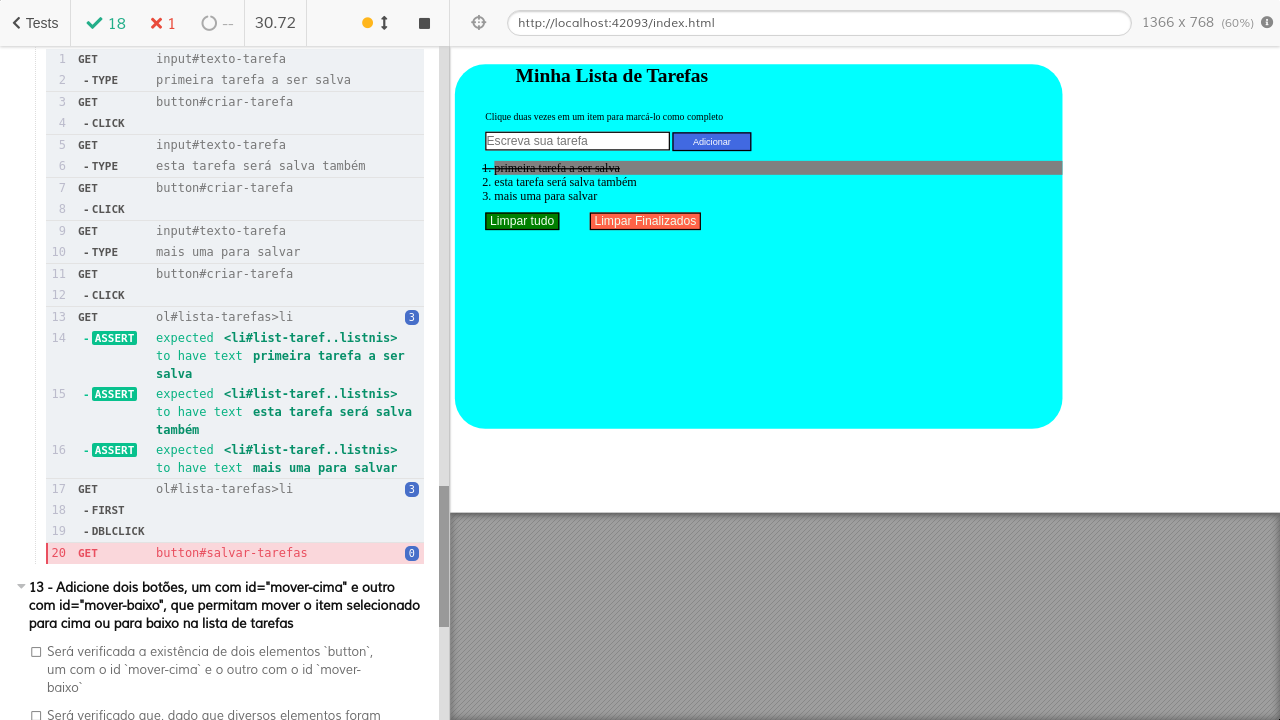 Tests 18 1 -- 30.72 http://localhost:42093/index.html 1366 x 768 (60%)
1 GET input#texto-tarefa
2 - TYPE primeira tarefa a ser salva
3 GET button#criar-tarefa
4 - CLICK
5 GET input#texto-tarefa
6 - TYPE esta tarefa será salva também
7 GET button#criar-tarefa
8 - CLICK
9 GET input#texto-tarefa
10 - TYPE mais uma para salvar
11 GET button#criar-tarefa
12 - CLICK
13 GET ol#lista-tarefas>li 3
14 - ASSERT expected <li#list-taref..listnis>
to have text primeira tarefa a ser
salva
15 - ASSERT expected <li#list-taref..listnis>
to have text esta tarefa será salva
também
16 - ASSERT expected <li#list-taref..listnis>
to have text mais uma para salvar
17 GET ol#lista-tarefas>li 3
18 - FIRST
19 - DBLCLICK
20 GET button#salvar-tarefas 0
13 - Adicione dois botões, um com id="mover-cima" e outro
com id="mover-baixo", que permitam mover o item selecionado
para cima ou para baixo na lista de tarefas
Será verificada a existência de dois elementos `button`,
um com o id `mover-cima` e o outro com o id `mover-
baixo`
Será verificado que, dado que diversos elementos foram
Minha Lista de Tarefas
Clique duas vezes em um item para marcá-lo como completo
Escreva sua tarefa Adicionar
1. primeira tarefa a ser salva
2. esta tarefa será salva também
3. mais uma para salvar
Limpar tudo Limpar Finalizados